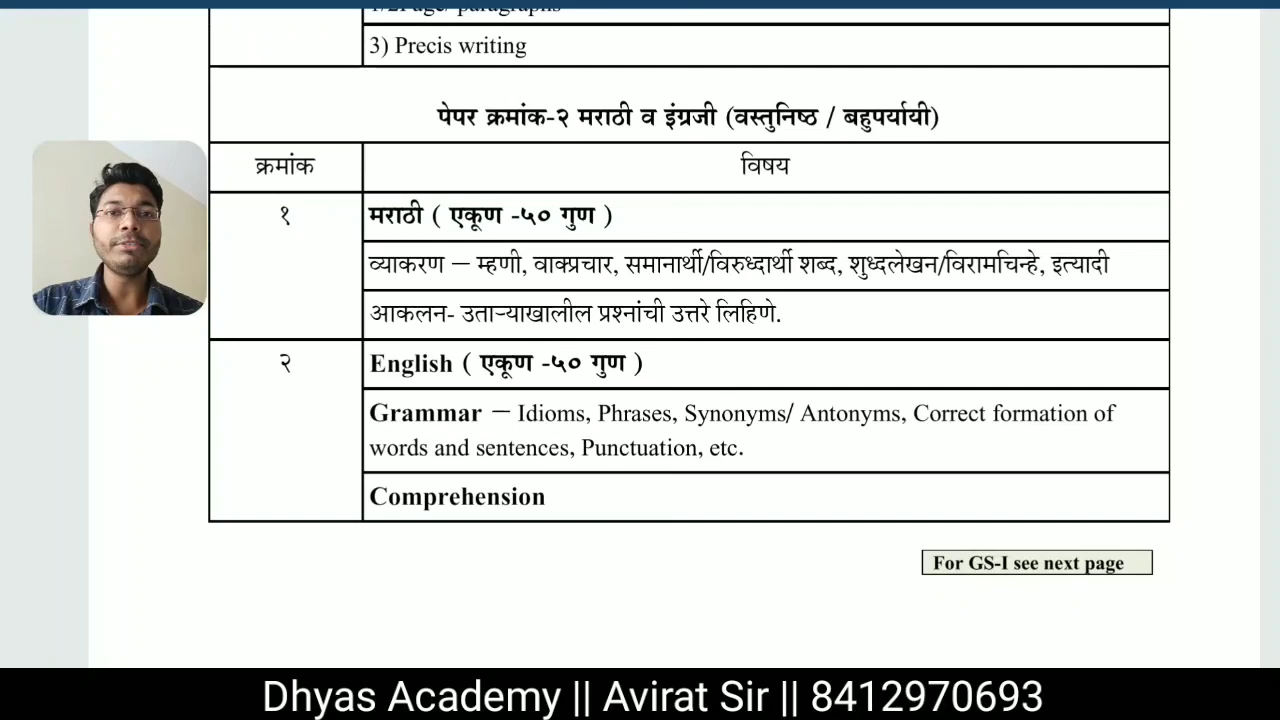 1/2Page/ paragraphs
3) Precis writing
पेपर क्रमांक-२ मराठी व इंग्रजी (वस्तुनिष्ठ / बहुपर्यायी)
क्रमांक विषय
१ मराठी ( एकूण -५० गुण )
व्याकरण – म्हणी, वाक्प्रचार, समानार्थी/विरुध्दार्थी शब्द, शुध्दलेखन/विरामचिन्हे, इत्यादी
आकलन- उताऱ्याखालील प्रश्नांची उत्तरे लिहिणे.
२ English ( एकूण -५० गुण )
Grammar – Idioms, Phrases, Synonyms/ Antonyms, Correct formation of
words and sentences, Punctuation, etc.
Comprehension
For GS-I see next page
Dhyas Academy || Avirat Sir || 8412970693